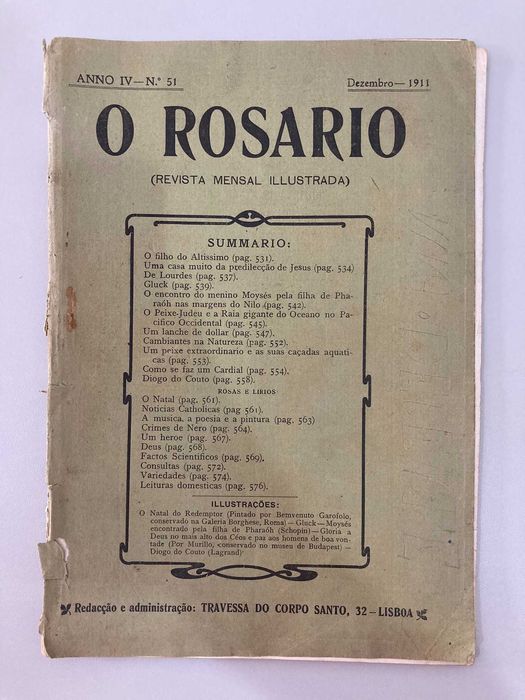 ANNO IV—N.º 51
Dezembro—1911
O ROSARIO
(REVISTA MENSAL ILLUSTRADA)
SUMMARIO:
O filho do Altissimo (pag. 531).
Uma casa muito da predilecção de Jesus (pag. 534)
De Lourdes (pag. 537).
Gluck (pag. 539).
O encontro do menino Moysés pela filha de Pha-
raóh nas margens do Nilo (pag. 542).
O Peixe-Judeu e a Raia gigante do Oceano no Pa-
cifico Occidental (pag. 545).
Um lanche de dollar (pag. 547).
Cambiantes na Natureza (pag. 552).
Um peixe extraordinario e as suas caçadas aquati-
cas (pag. 553).
Como se faz um Cardial (pag. 554),
Diogo do Couto (pag. 558).
ROSAS E LIRIOS
O Natal (pag. 561).
Noticias Catholicas (pag 561).
A musica, a poesia e a pintura (pag. 563)
Crimes de Nero (pag. 564).
Um heroe (pag. 567).
Deus (pag. 568).
Factos Scientificos (pag. 569),
Consultas (pag. 572).
Variedades (pag. 574).
Leituras domesticas (pag. 576).
ILLUSTRAÇÕES:
O Natal do Redemptor (Pintado por Bemvenuto Garofolo,
conservado na Galeria Borghese, Roma)—Gluck—Moysés
encontrado pela filha de Pharaóh (Schopin)—Gloria a
Deus no mais alto dos Céos e paz aos homens de boa von-
tade (Por Murillo, conservado no museu de Budapest) —
Diogo do Couto (Lagrand)
Redacção e administração: TRAVESSA DO CORPO SANTO, 32 — LISBOA